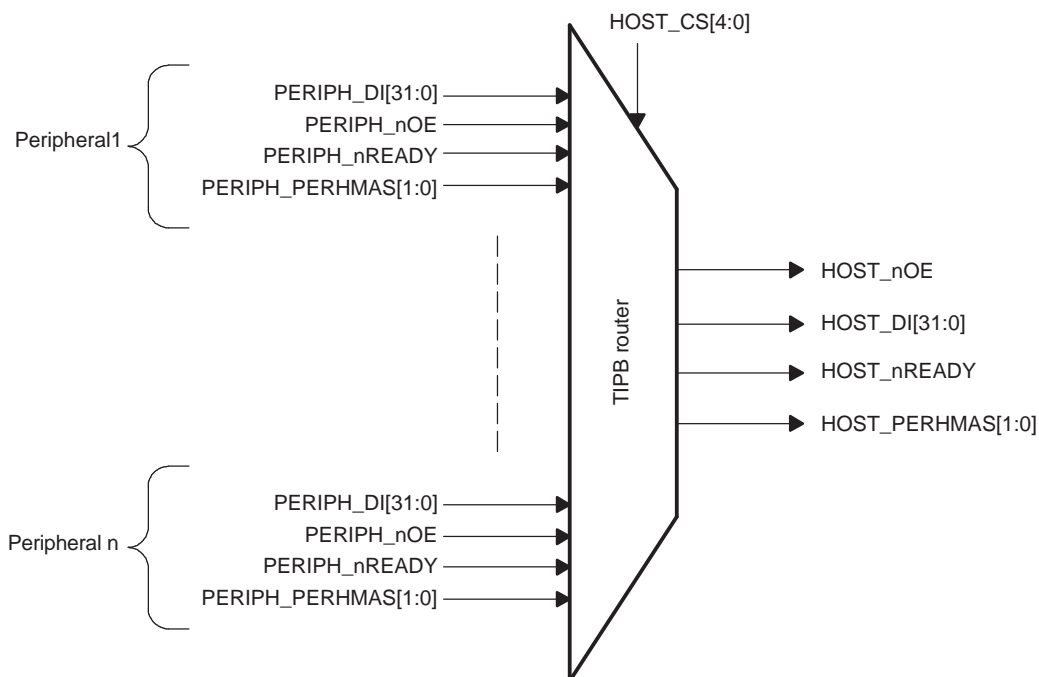 HOST_CS[4:0]
Peripheral1
PERIPH_DI[31:0]
PERIPH_nOE
PERIPH_nREADY
PERIPH_PERHMAS[1:0]
TIPB router
HOST_nOE
HOST_DI[31:0]
HOST_nREADY
HOST_PERHMAS[1:0]
Peripheral n
PERIPH_DI[31:0]
PERIPH_nOE
PERIPH_nREADY
PERIPH_PERHMAS[1:0]